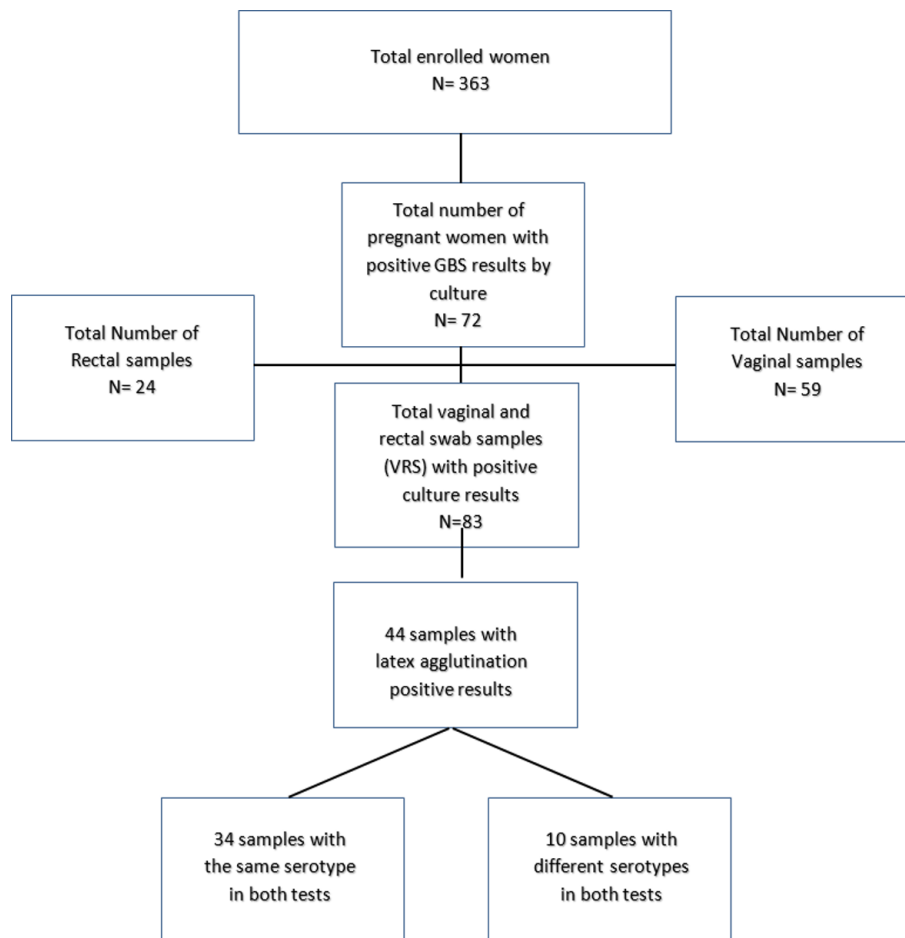 Total enrolled women
N= 363
Total number of
pregnant women with
positive GBS results by
culture
N= 72
Total Number of
Rectal samples
N= 24
Total Number of
Vaginal samples
N= 59
Total vaginal and
rectal swab samples
(VRS) with positive
culture results
N=83
44 samples with
latex agglutination
positive results
34 samples with
the same serotype
in both tests
10 samples with
different serotypes
in both tests